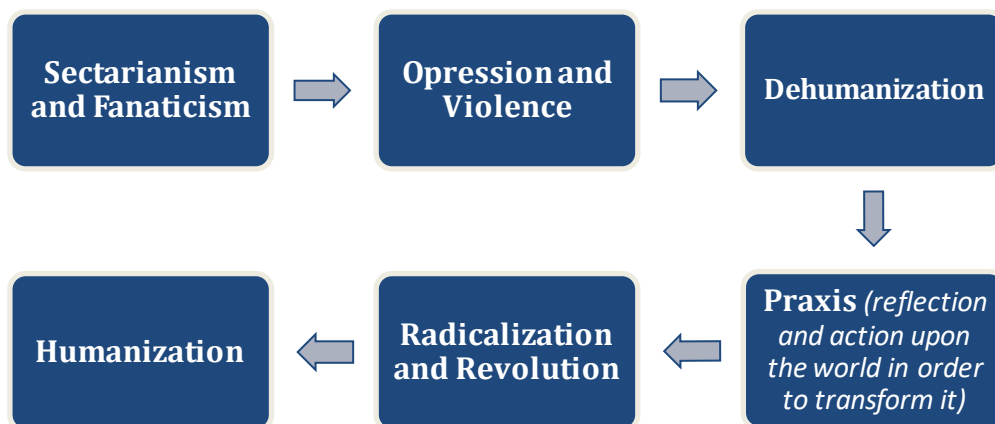 Sectarianism
and Fanaticism
Opression and
Violence
Dehumanization
Praxis (reflection
and action upon
the world in order
to transform it)
Radicalization
and Revolution
Humanization